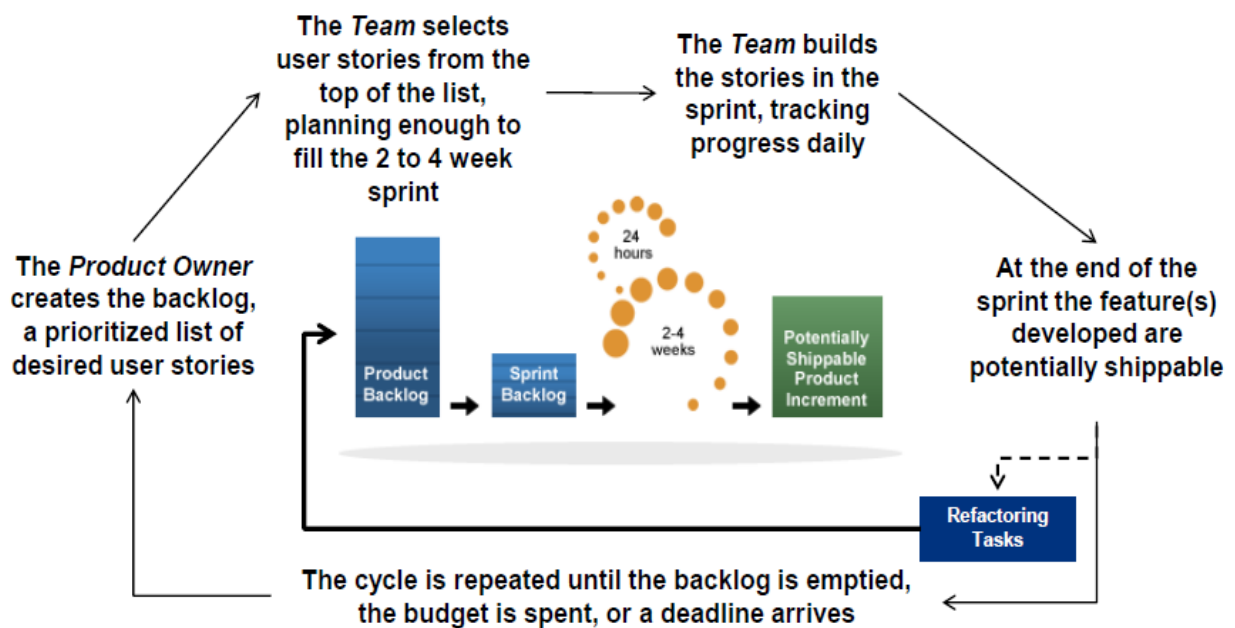 The Team selects
user stories from the
top of the list,
planning enough to
fill the 2 to 4 week
sprint
The Team builds
the stories in the
sprint, tracking
progress daily
The Product Owner
creates the backlog,
a prioritized list of
desired user stories
24
hours
2-4
weeks
Product
Backlog
Sprint
Backlog
Potentially
Shippable
Product
Increment
At the end of the
sprint the feature(s)
developed are
potentially shippable
Refactoring
Tasks
The cycle is repeated until the backlog is emptied,
the budget is spent, or a deadline arrives